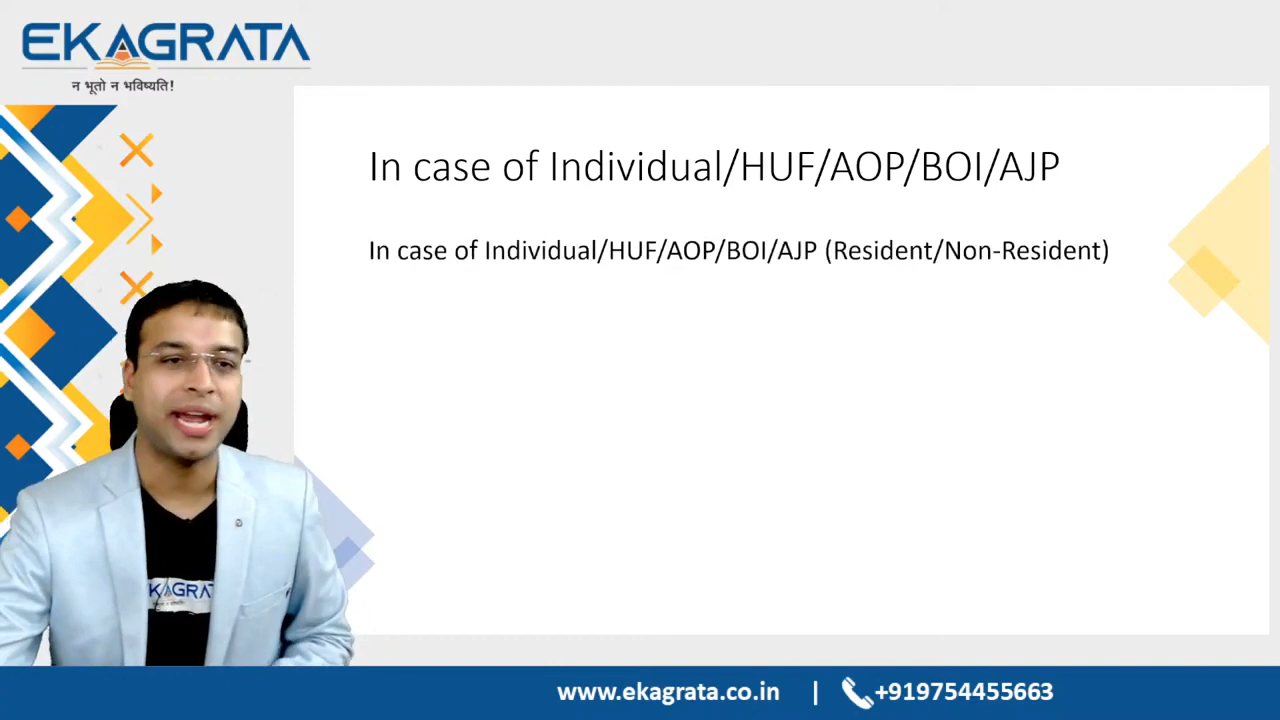 EKAGRATA
न भूतो न भविष्यति!
In case of Individual/HUF/AOP/BOI/AJP
In case of Individual/HUF/AOP/BOI/AJP (Resident/Non-Resident)
EKAGRATA
www.ekagrata.co.in | +919754455663